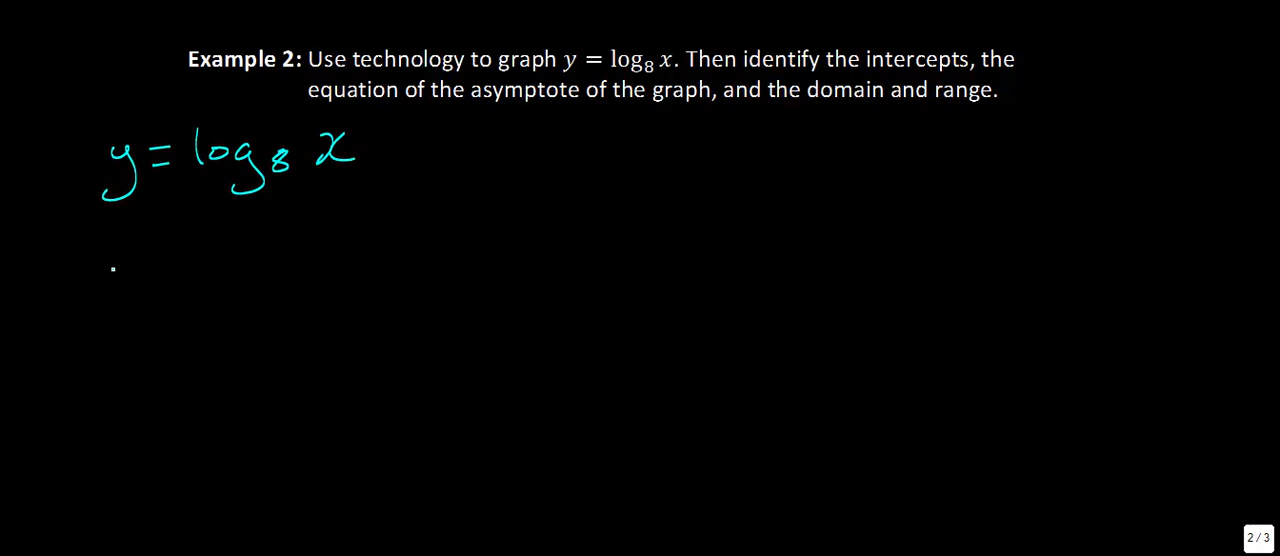 Example 2: Use technology to graph y = log₈ x. Then identify the intercepts, the
equation of the asymptote of the graph, and the domain and range.
y = log₈ x
2 / 3